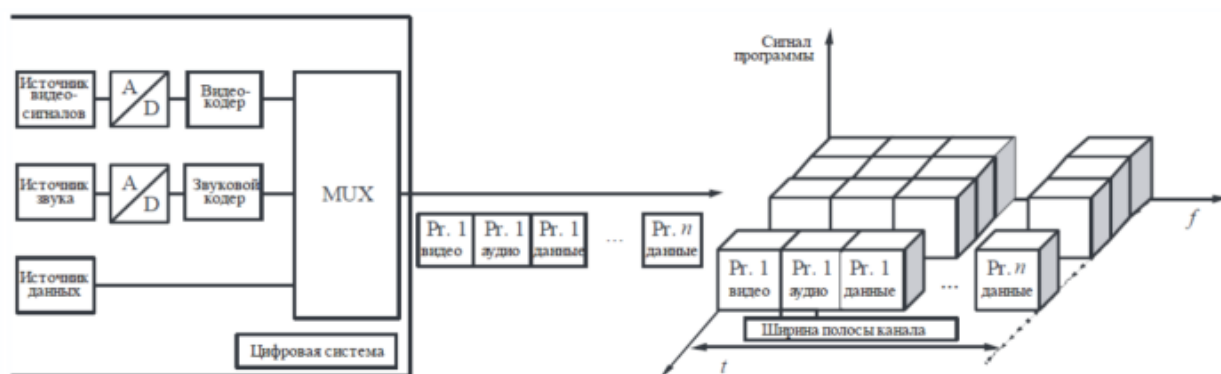 Источник
видео-
сигналов
A
D
Видео-
кодер
Источник
звука
A
D
Звуковой
кодер
Источник
данных
MUX
Цифровая система
Pr. 1
видео
Pr. 1
аудио
Pr. 1
данные
...
Pr. n
данные
Сигнал
программы
f
Pr. 1
видео
Pr. 1
аудио
Pr. 1
данные
...
Pr. n
данные
Ширина полосы канала
t